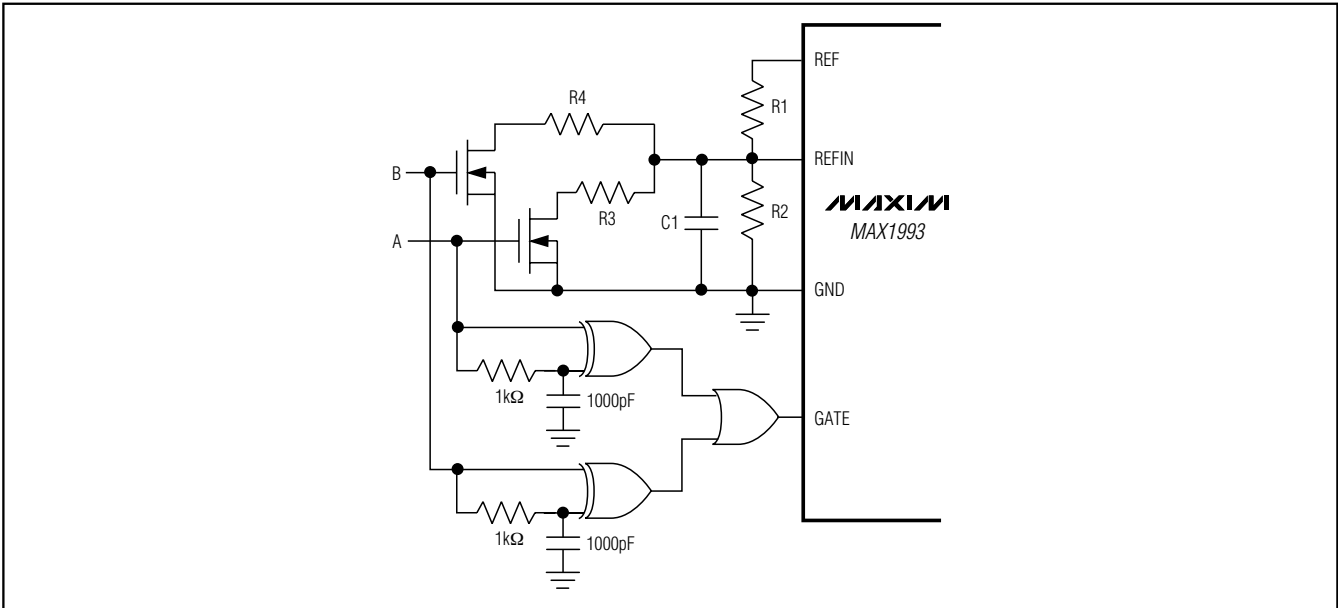 REF
R4
R1
REFIN
B
R3
C1
R2
MAXIM
MAX1993
A
GND
1kΩ
1000pF
GATE
1kΩ
1000pF